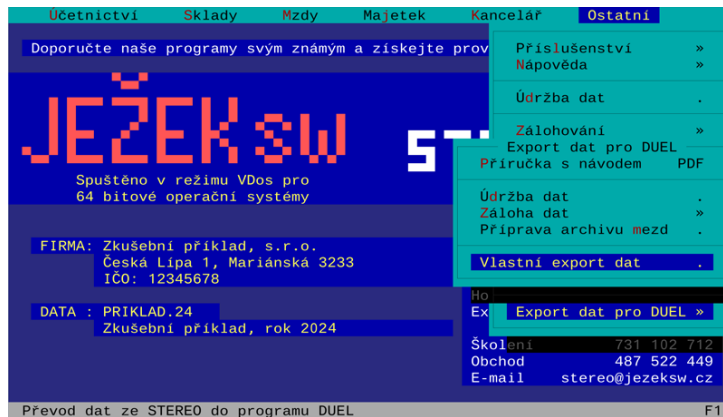 Účetnictví Sklady Mzdy Majetek Kancelář Ostatní
Doporučte naše programy svým známým a získejte prov
Příslušenství »
Nápověda »
Údržba dat .
Zálohování »
JEŽEK SW
Export dat pro DUEL
Příručka s návodem PDF
Údržba dat .
Záloha dat »
Příprava archivu mezd .
Vlastní export dat .
Spuštěno v režimu VDos pro
64 bitové operační systémy
FIRMA: Zkušební příklad, s.r.o.
Česká Lípa 1, Mariánská 3233
IČO: 12345678
DATA : PRIKLAD.24
Zkušební příklad, rok 2024
Ho
Ex Export dat pro DUEL »
Školení 731 102 712
Obchod 487 522 449
E-mail stereo@jezeksw.cz
Převod dat ze STEREO do programu DUEL F1